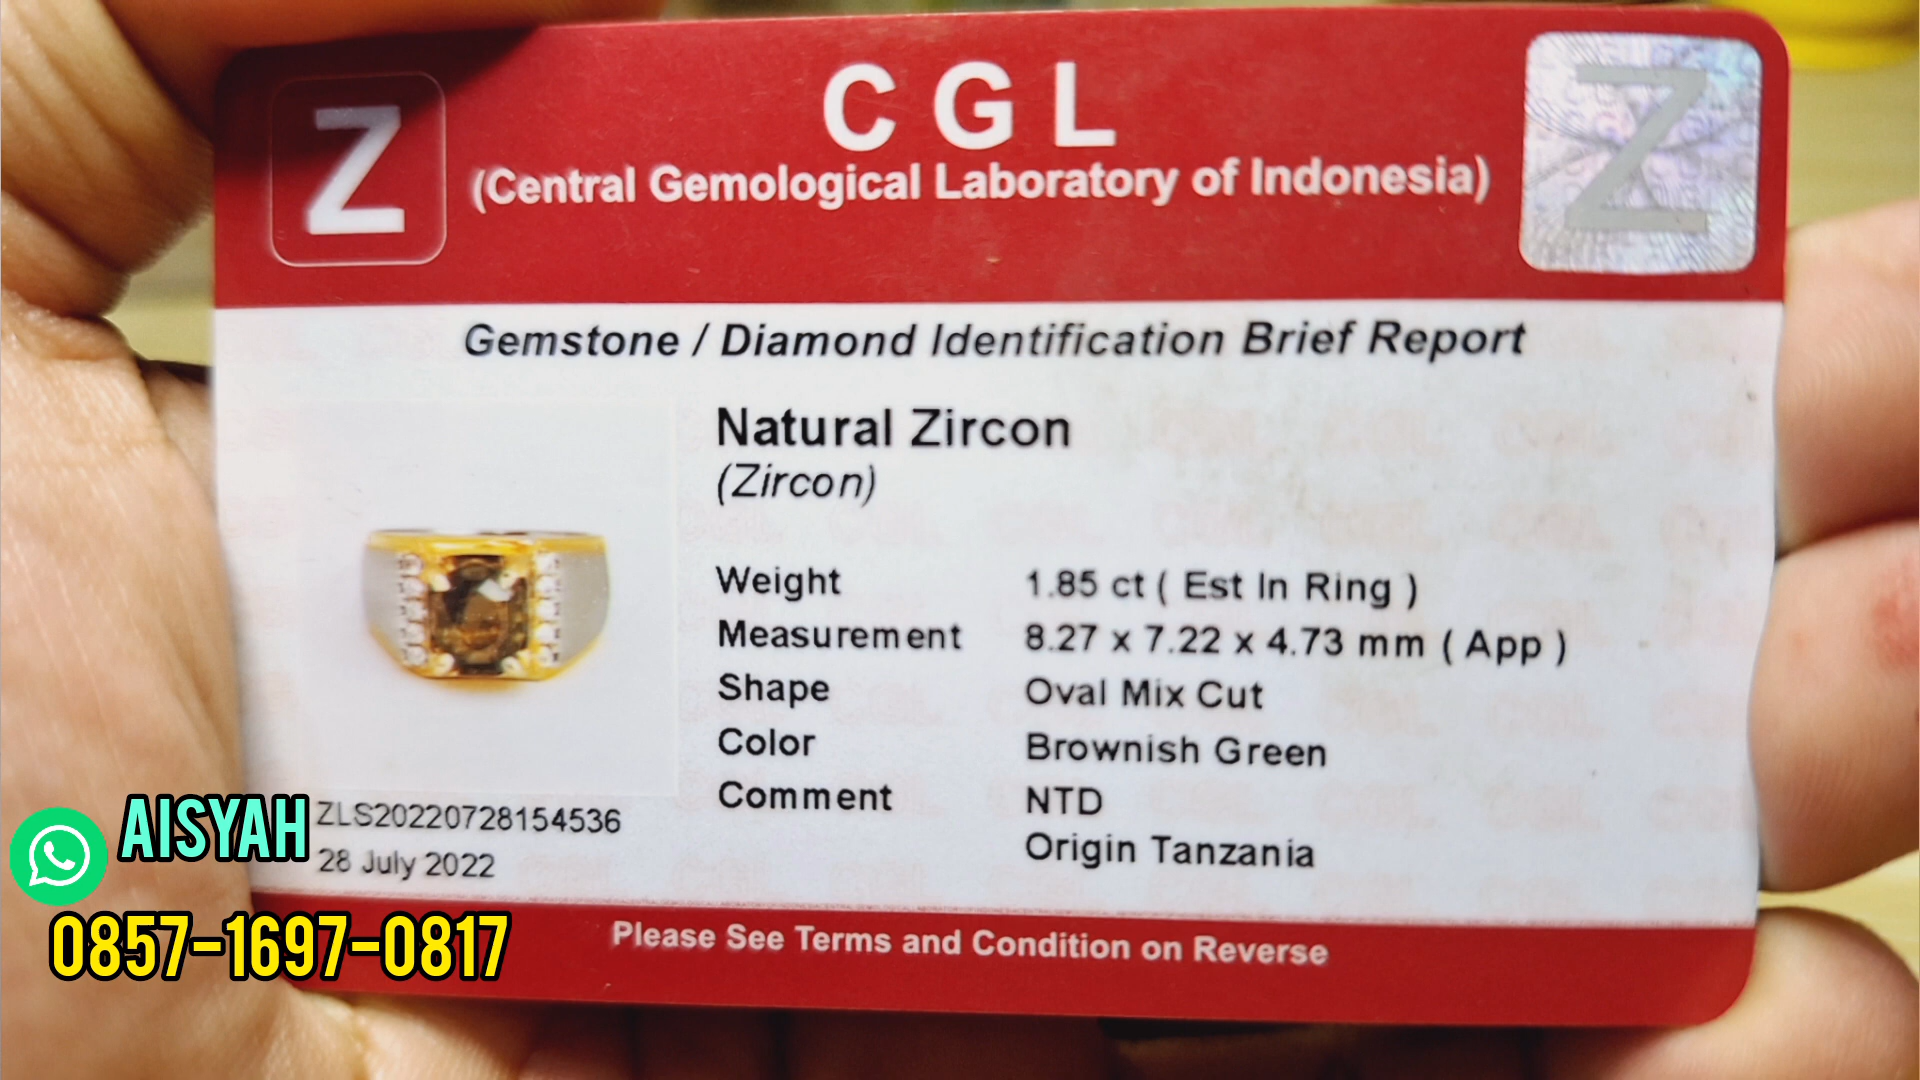 Z
C G L
(Central Gemological Laboratory of Indonesia)
Z
Gemstone / Diamond Identification Brief Report
Natural Zircon
(Zircon)
Weight 1.85 ct ( Est In Ring )
Measurement 8.27 x 7.22 x 4.73 mm ( App )
Shape Oval Mix Cut
Color Brownish Green
Comment NTD
Origin Tanzania
ZLS20220728154536
28 July 2022
AISYAH
0857-1697-0817
Please See Terms and Condition on Reverse